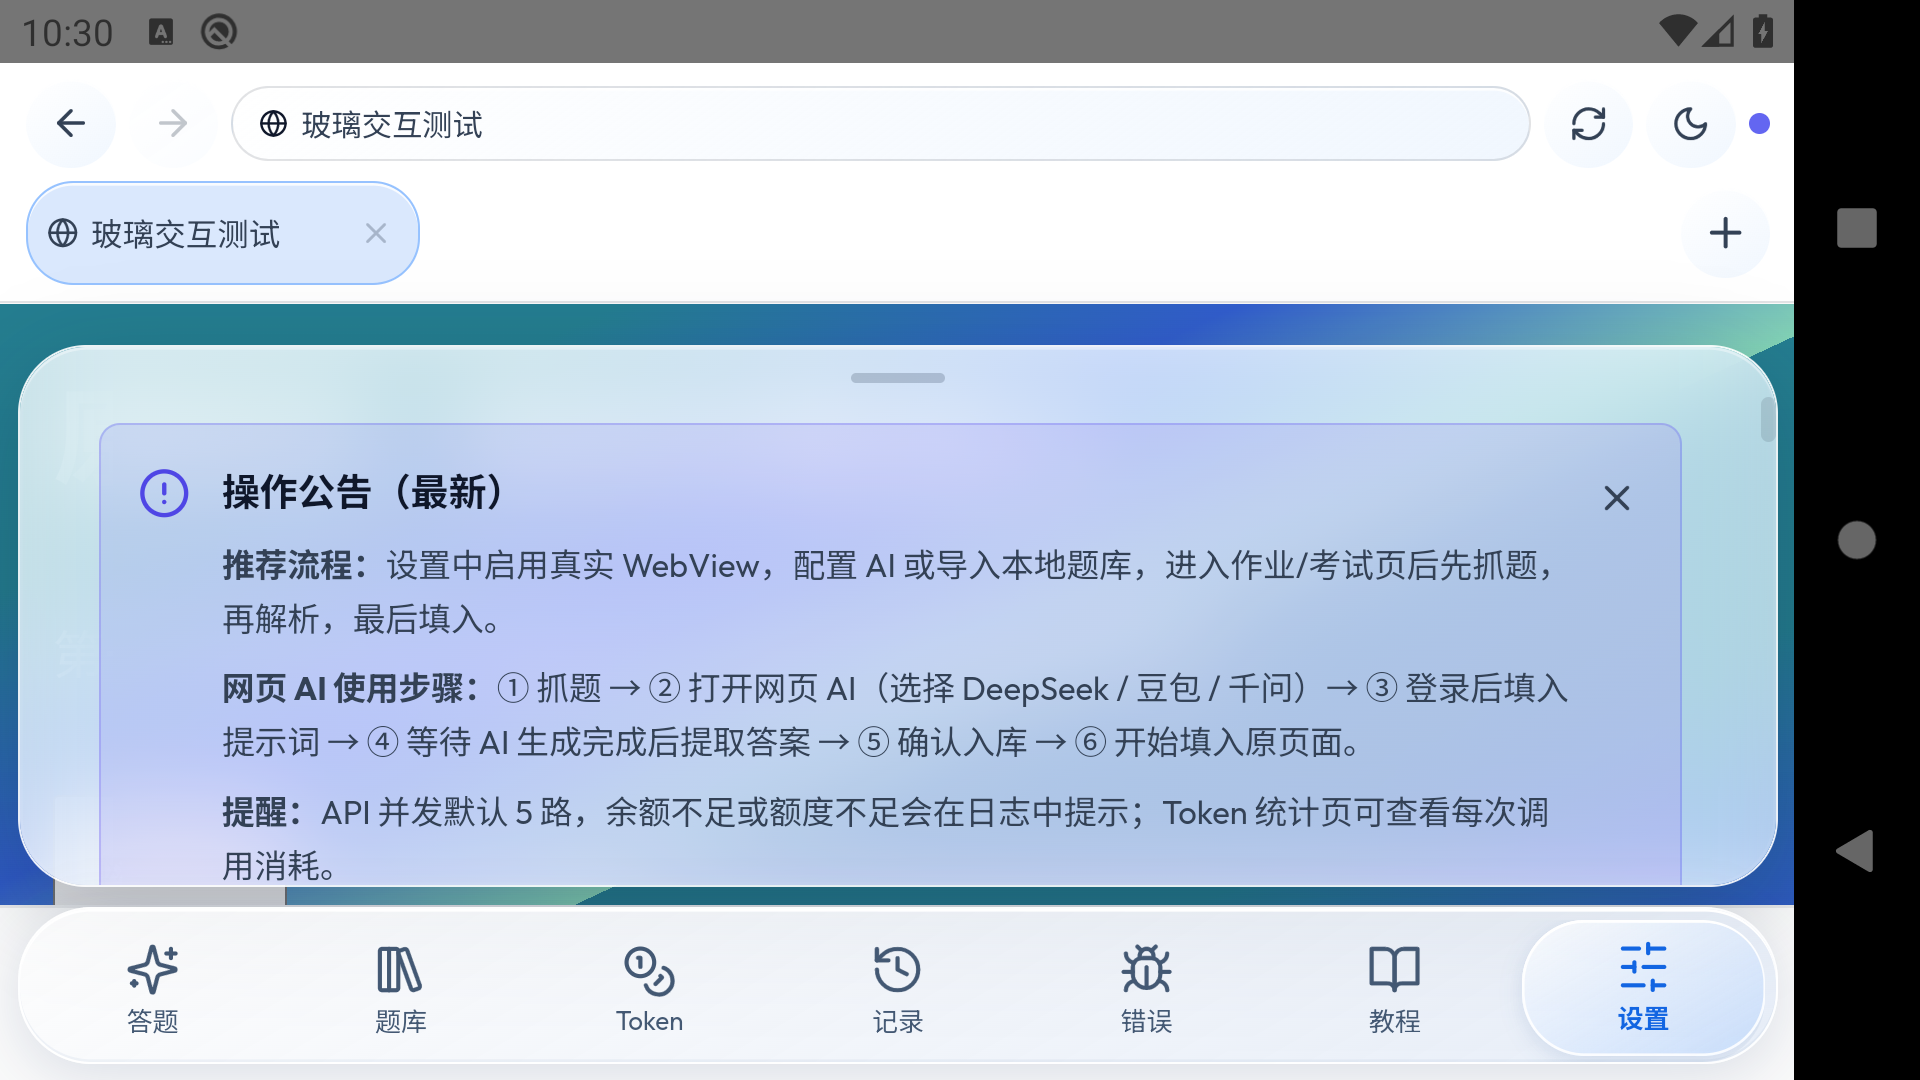 10:30
玻璃交互测试
玻璃交互测试
操作公告（最新）
推荐流程：设置中启用真实 WebView，配置 AI 或导入本地题库，进入作业/考试页后先抓题，
再解析，最后填入。
网页 AI 使用步骤：① 抓题 → ② 打开网页 AI（选择 DeepSeek / 豆包 / 千问）→ ③ 登录后填入
提示词 → ④ 等待 AI 生成完成后提取答案 → ⑤ 确认入库 → ⑥ 开始填入原页面。
提醒：API 并发默认 5 路，余额不足或额度不足会在日志中提示；Token 统计页可查看每次调
用消耗。
答题
题库
Token
记录
错误
教程
设置